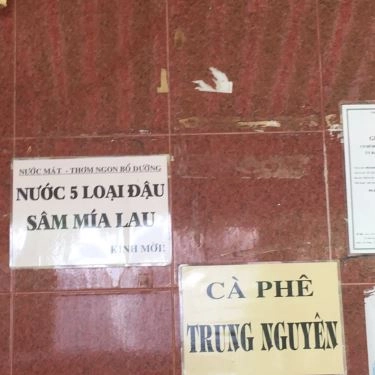 NƯỚC MÁT - THƠM NGON BỔ DƯỠNG
NƯỚC 5 LOẠI ĐẬU
SÂM MÍA LAU
KÍNH MỜI!
CÀ PHÊ
TRUNG NGUYÊN